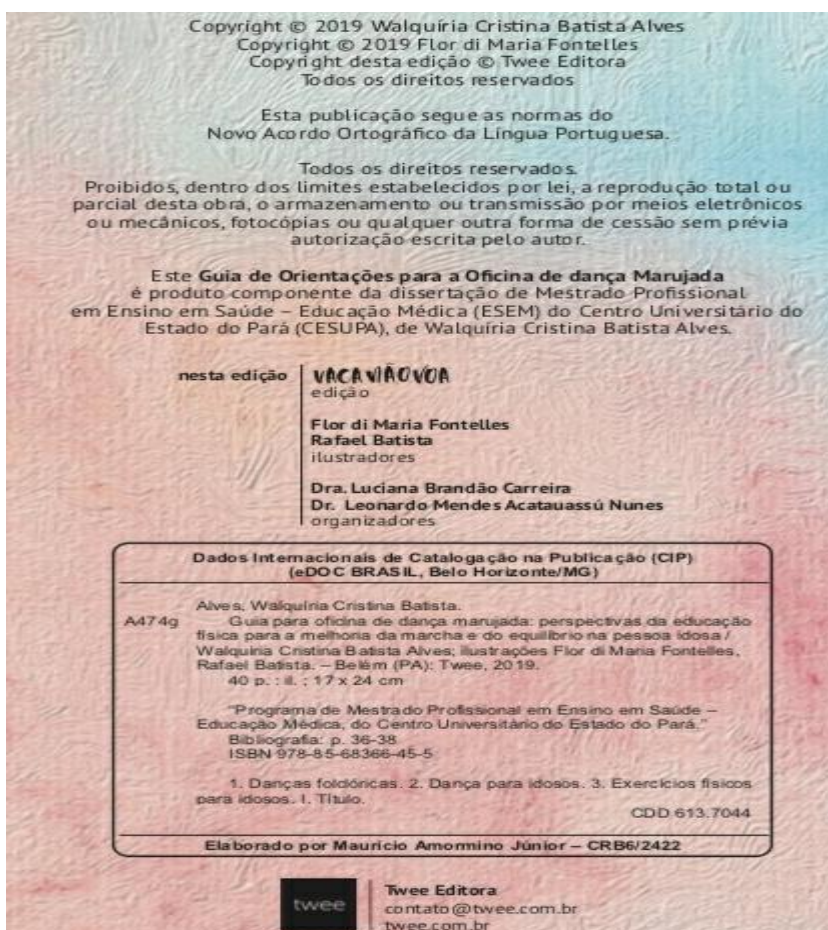 Copyright © 2019 Walquíria Cristina Batista Alves
Copyright © 2019 Flor di Maria Fontelles
Copyright desta edição © Twee Editora
Todos os direitos reservados
Esta publicação segue as normas do
Novo Acordo Ortográfico da Língua Portuguesa.
Todos os direitos reservados.
Proibidos, dentro dos limites estabelecidos por lei, a reprodução total ou
parcial desta obra, o armazenamento ou transmissão por meios eletrônicos
ou mecânicos, fotocópias ou qualquer outra forma de cessão sem prévia
autorização escrita pelo autor.
Este Guia de Orientações para a Oficina de dança Marujada
é produto componente da dissertação de Mestrado Profissional
em Ensino em Saúde – Educação Médica (ESEM) do Centro Universitário do
Estado do Pará (CESUPA), de Walquíria Cristina Batista Alves.
nesta edição
VACAVIÃOVOA
edição
Flor di Maria Fontelles
Rafael Batista
ilustradores
Dra. Luciana Brandão Carreira
Dr. Leonardo Mendes Acatauassú Nunes
organizadores
Dados Internacionais de Catalogação na Publicação (CIP)
(eDOC BRASIL, Belo Horizonte/MG)
Alves, Walquíria Cristina Batista.
A474g Guia para oficina de dança marujada: perspectivas da educação
física para a melhoria da marcha e do equilíbrio na pessoa idosa /
Walquíria Cristina Batista Alves; ilustrações Flor di Maria Fontelles,
Rafael Batista. – Belém (PA): Twee, 2019.
40 p. : il. ; 17 x 24 cm
"Programa de Mestrado Profissional em Ensino em Saúde –
Educação Médica, do Centro Universitário do Estado do Pará."
Bibliografia: p. 36-38
ISBN 978-85-68366-45-5
1. Danças folclóricas. 2. Dança para idosos. 3. Exercícios físicos
para idosos. I. Título.
CDD 613.7044
Elaborado por Maurício Amormino Júnior – CRB6/2422
twee
Twee Editora
contato@twee.com.br
twee.com.br